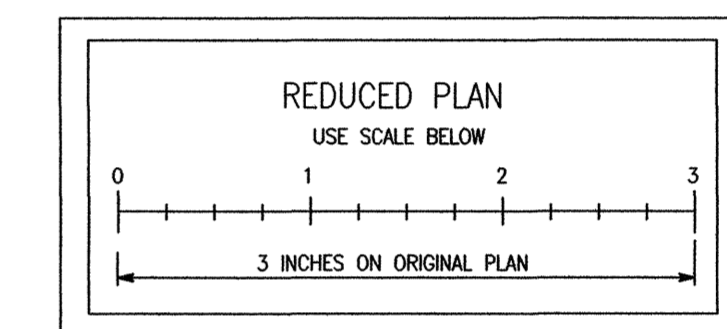 REDUCED PLAN
USE SCALE BELOW
0 1 2 3
3 INCHES ON ORIGINAL PLAN